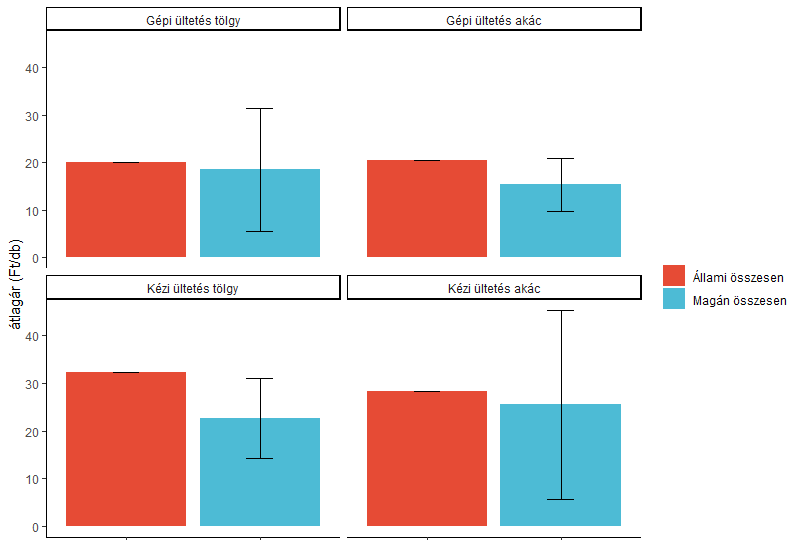 Gépi ültetés tölgy
Gépi ültetés akác
40
30
20
10
0
Kézi ültetés tölgy
Kézi ültetés akác
40
30
20
10
0
átlagár (Ft/db)
Állami összesen
Magán összesen